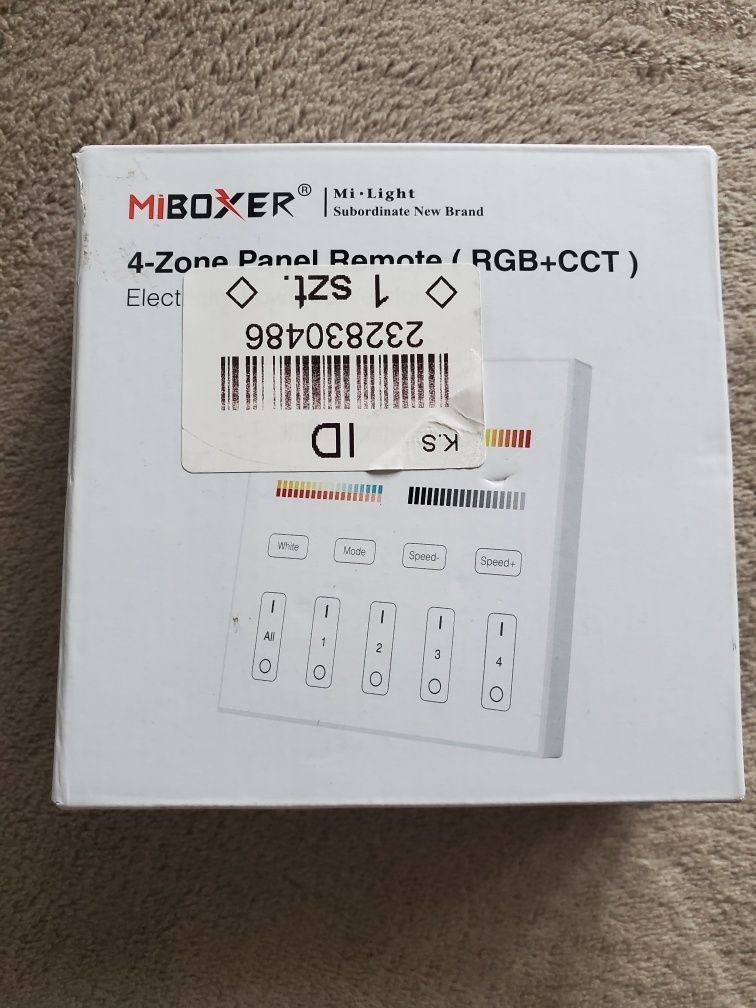 MiBOXER® | Mi·Light
Subordinate New Brand
4-Zone Panel Remote ( RGB+CCT )
Elect
◇ 1 szt. ◇
232830486
ID
K.S
White
Mode
Speed-
Speed+
All
1
2
3
4